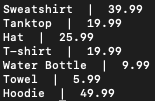 Sweatshirt  |  39.99
Tanktop  |  19.99
Hat  |  25.99
T-shirt  |  19.99
Water Bottle  |  9.99
Towel  |  5.99
Hoodie  |  49.99